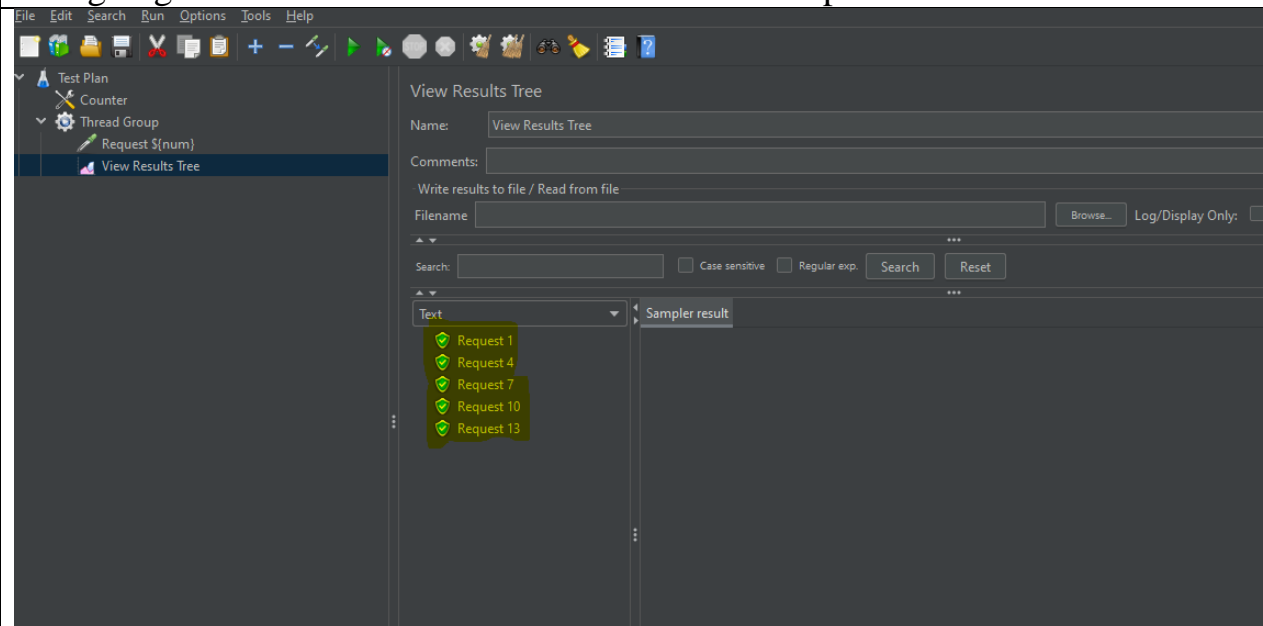 File Edit Search Run Options Tools Help
STOP
Test Plan
Counter
Thread Group
Request ${num}
View Results Tree
View Results Tree
Name: View Results Tree
Comments:
Write results to file / Read from file
Filename Browse... Log/Display Only:
Search: Case sensitive Regular exp. Search Reset
Text Sampler result
Request 1
Request 4
Request 7
Request 10
Request 13